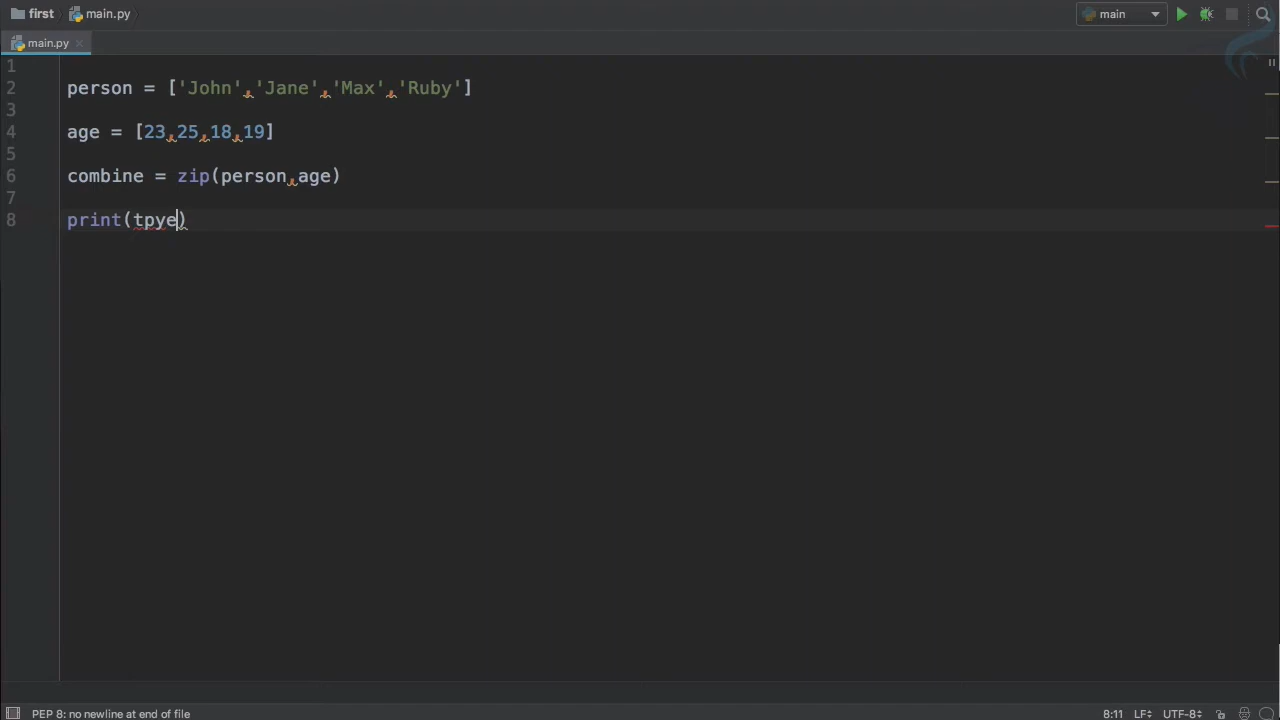 first main.py main
main.py
1
2 person = ['John','Jane','Max','Ruby']
3
4 age = [23,25,18,19]
5
6 combine = zip(person,age)
7
8 print(tpye)
PEP 8: no newline at end of file 8:11 LF UTF-8